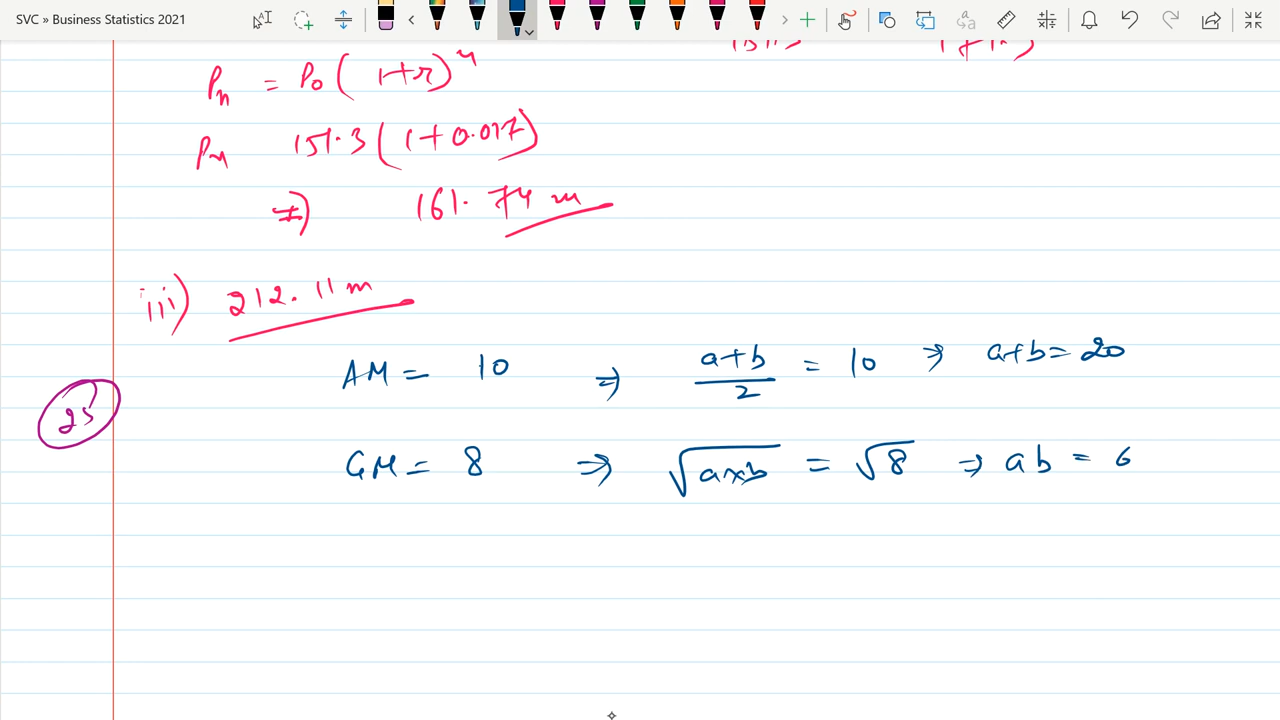 SVC » Business Statistics 2021
Pn = P0 ( 1+r)^4
Pn 151.3 ( 1 + 0.017)
⇒) 161.74 m
iii) 212.11 m
AM = 10 ⇒ a+b/2 = 10 ⇒ a+b = 20
25
GM = 8 ⇒ √a×b = √8 ⇒ ab = 6